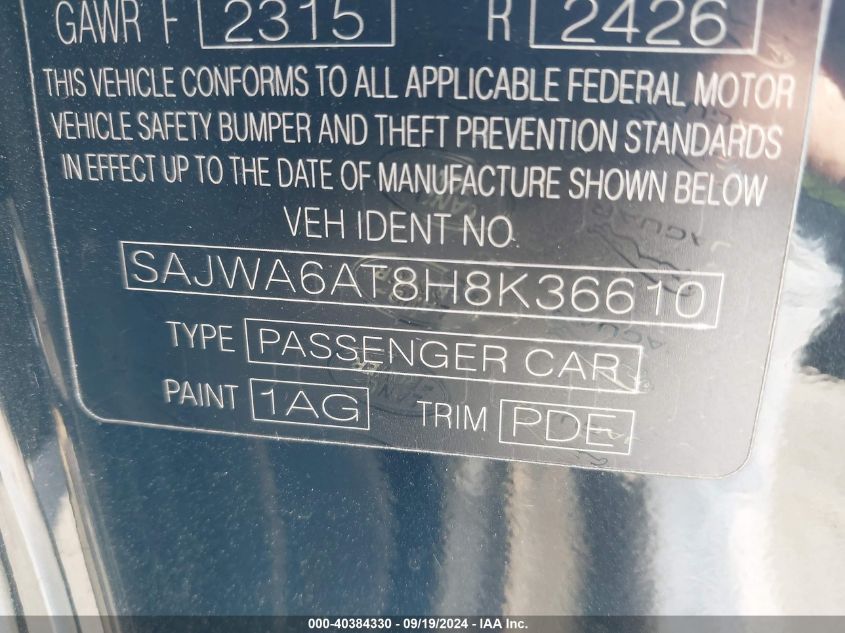 GAWR F 2315 R 2426
THIS VEHICLE CONFORMS TO ALL APPLICABLE FEDERAL MOTOR
VEHICLE SAFETY BUMPER AND THEFT PREVENTION STANDARDS
IN EFFECT UP TO THE DATE OF MANUFACTURE SHOWN BELOW
VEH IDENT NO.
SAJWA6AT8H8K36610
TYPE PASSENGER CAR
PAINT 1AG TRIM PDE
000-40384330 - 09/19/2024 - IAA Inc.